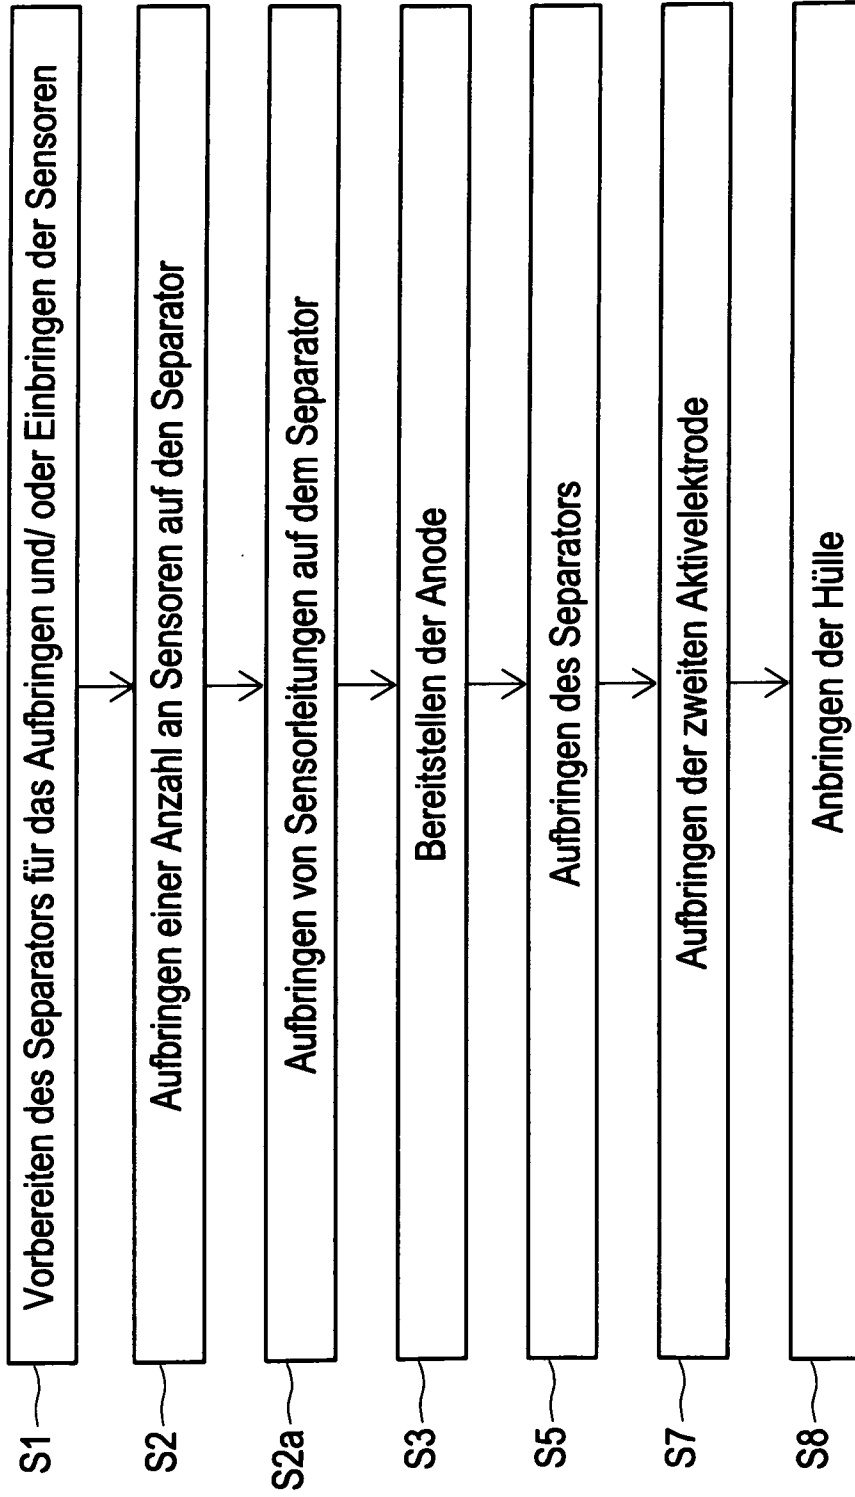 S1 Vorbereiten des Separators für das Aufbringen und/ oder Einbringen der Sensoren
S2 Aufbringen einer Anzahl an Sensoren auf den Separator
S2a Aufbringen von Sensorleitungen auf dem Separator
S3 Bereitstellen der Anode
S5 Aufbringen des Separators
S7 Aufbringen der zweiten Aktivelektrode
S8 Anbringen der Hülle